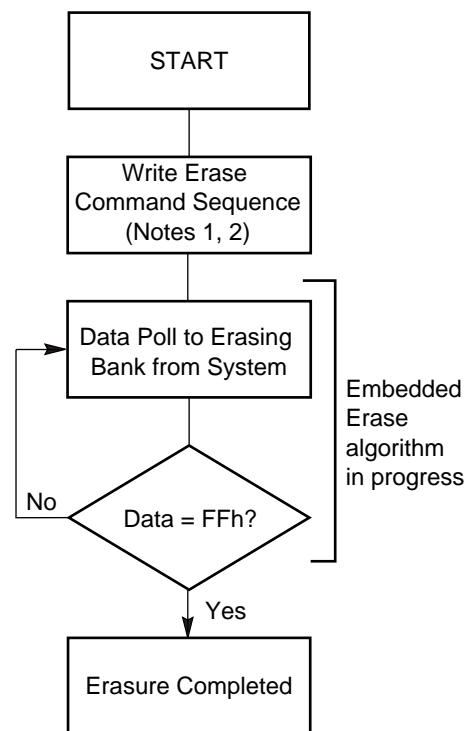 START
Write Erase
Command Sequence
(Notes 1, 2)
Data Poll to Erasing
Bank from System
Embedded
Erase
algorithm
in progress
No
Data = FFh?
Yes
Erasure Completed